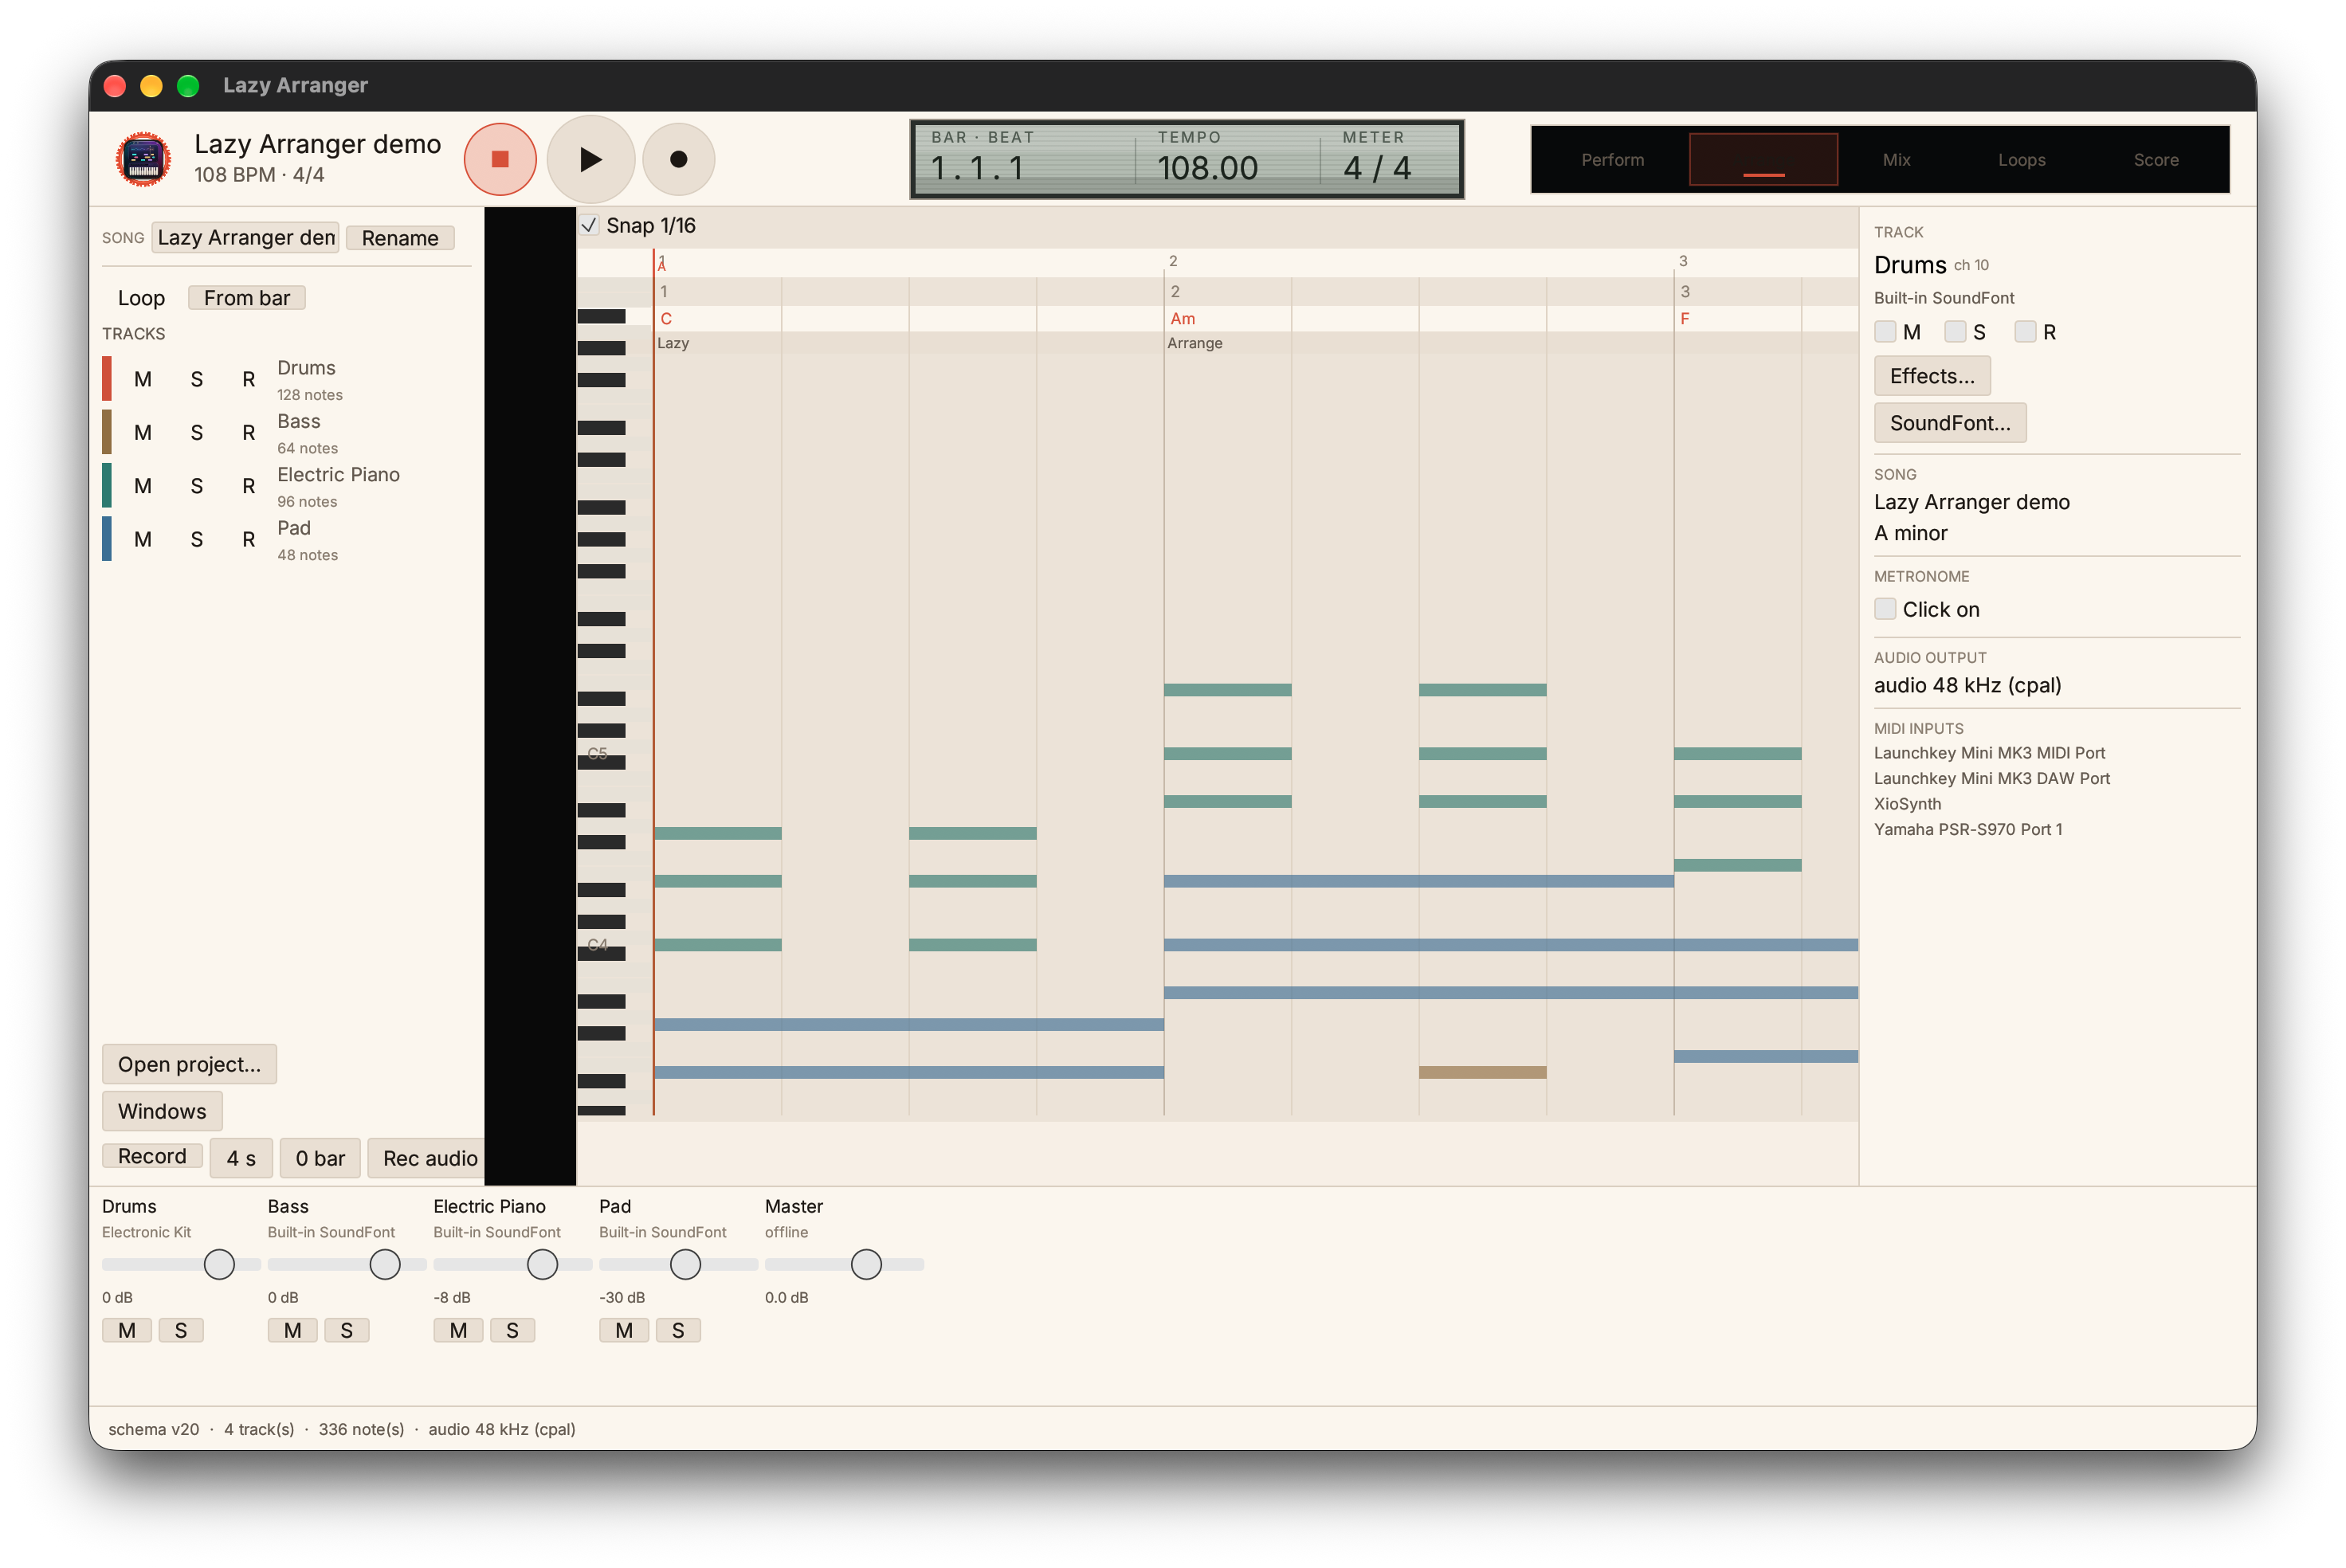 Lazy Arranger
Lazy Arranger demo
108 BPM · 4/4
BAR · BEAT
1.1.1
TEMPO
108.00
METER
4 / 4
Perform
Mix
Loops
Score
SONG
Lazy Arranger den
Rename
Loop
From bar
TRACKS
M S R Drums
128 notes
M S R Bass
64 notes
M S R Electric Piano
96 notes
M S R Pad
48 notes
Open project...
Windows
Record
4 s
0 bar
Rec audio
Snap 1/16
1 2 3
A
1 2 3
C Am F
Lazy Arrange
C5
C4
TRACK
Drums ch 10
Built-in SoundFont
M S R
Effects...
SoundFont...
SONG
Lazy Arranger demo
A minor
METRONOME
Click on
AUDIO OUTPUT
audio 48 kHz (cpal)
MIDI INPUTS
Launchkey Mini MK3 MIDI Port
Launchkey Mini MK3 DAW Port
XioSynth
Yamaha PSR-S970 Port 1
Drums
Electronic Kit
0 dB
M S
Bass
Built-in SoundFont
0 dB
M S
Electric Piano
Built-in SoundFont
-8 dB
M S
Pad
Built-in SoundFont
-30 dB
M S
Master
offline
0.0 dB
schema v20 · 4 track(s) · 336 note(s) · audio 48 kHz (cpal)